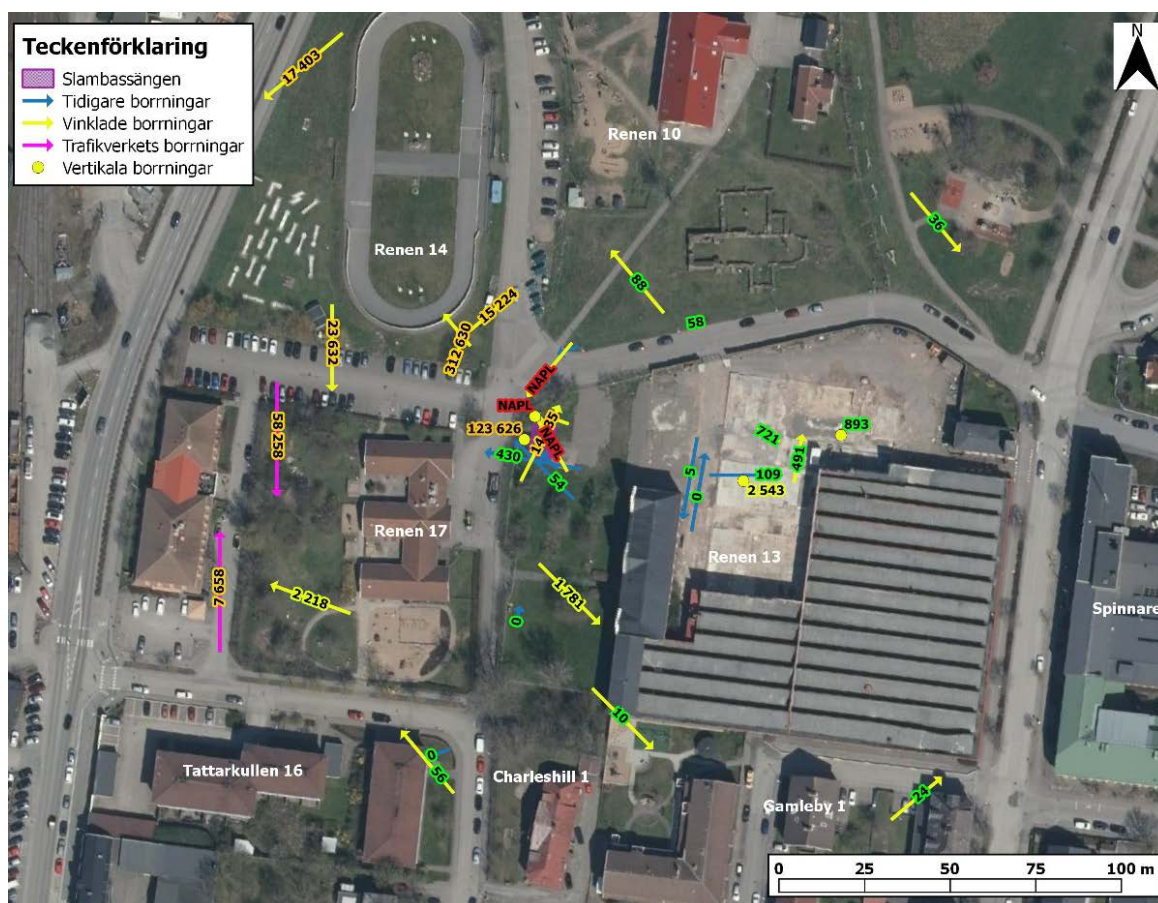 Teckenförklaring
Slambassängen
Tidigare borrningar
Vinklade borrningar
Trafikverkets borrningar
Vertikala borrningar
N
17 403
Renen 10
Renen 14
36
88
58
15 224
312 630
23 632
NAPL
NAPL
NAPL
123 626
430
54
58 258
893
721
491
109
2 543
5
0
Renen 17
Renen 13
7 658
2 218
1 781
0
Spinnare
10
Tattarkullen 16
0
56
Charleshill 1
Gamleby 1
24
0 25 50 75 100 m